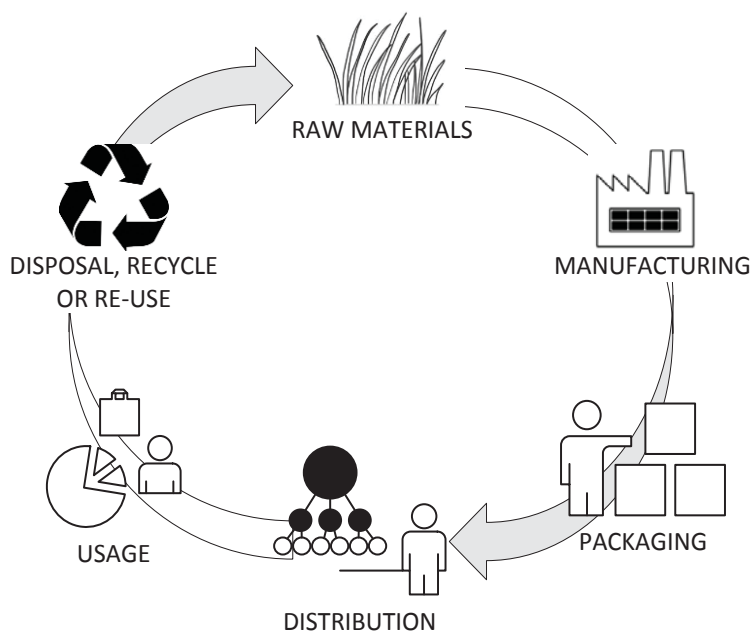 RAW MATERIALS
MANUFACTURING
PACKAGING
DISTRIBUTION
USAGE
DISPOSAL, RECYCLE
OR RE-USE